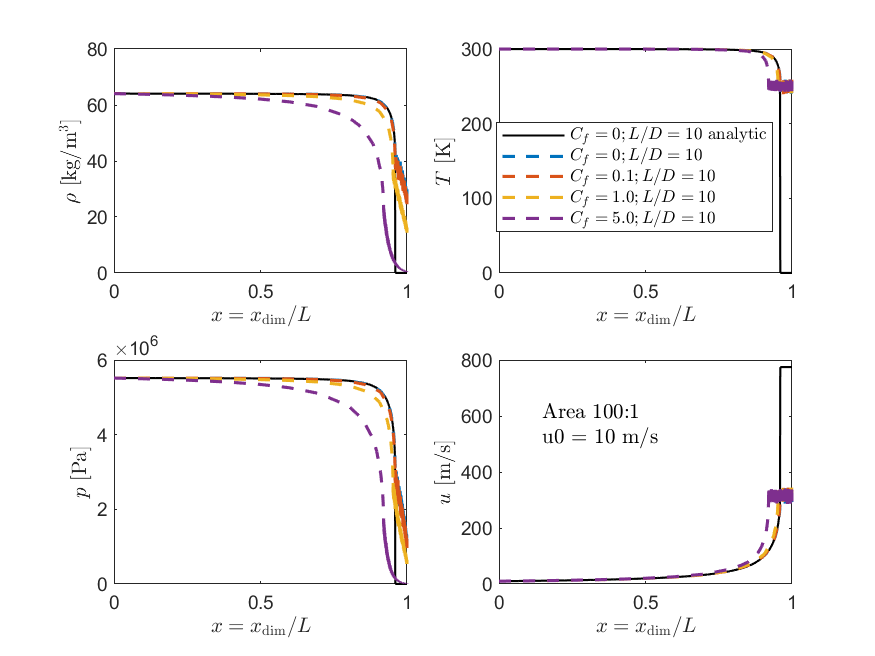 80
60
40
20
0
ρ [kg/m³]
0 0.5 1
x = x_dim/L
300
200
100
0
T [K]
C_f = 0; L/D = 10 analytic
C_f = 0; L/D = 10
C_f = 0.1; L/D = 10
C_f = 1.0; L/D = 10
C_f = 5.0; L/D = 10
0 0.5 1
x = x_dim/L
×10⁶
6
4
2
0
p [Pa]
0 0.5 1
x = x_dim/L
800
600
400
200
0
u [m/s]
Area 100:1
u0 = 10 m/s
0 0.5 1
x = x_dim/L